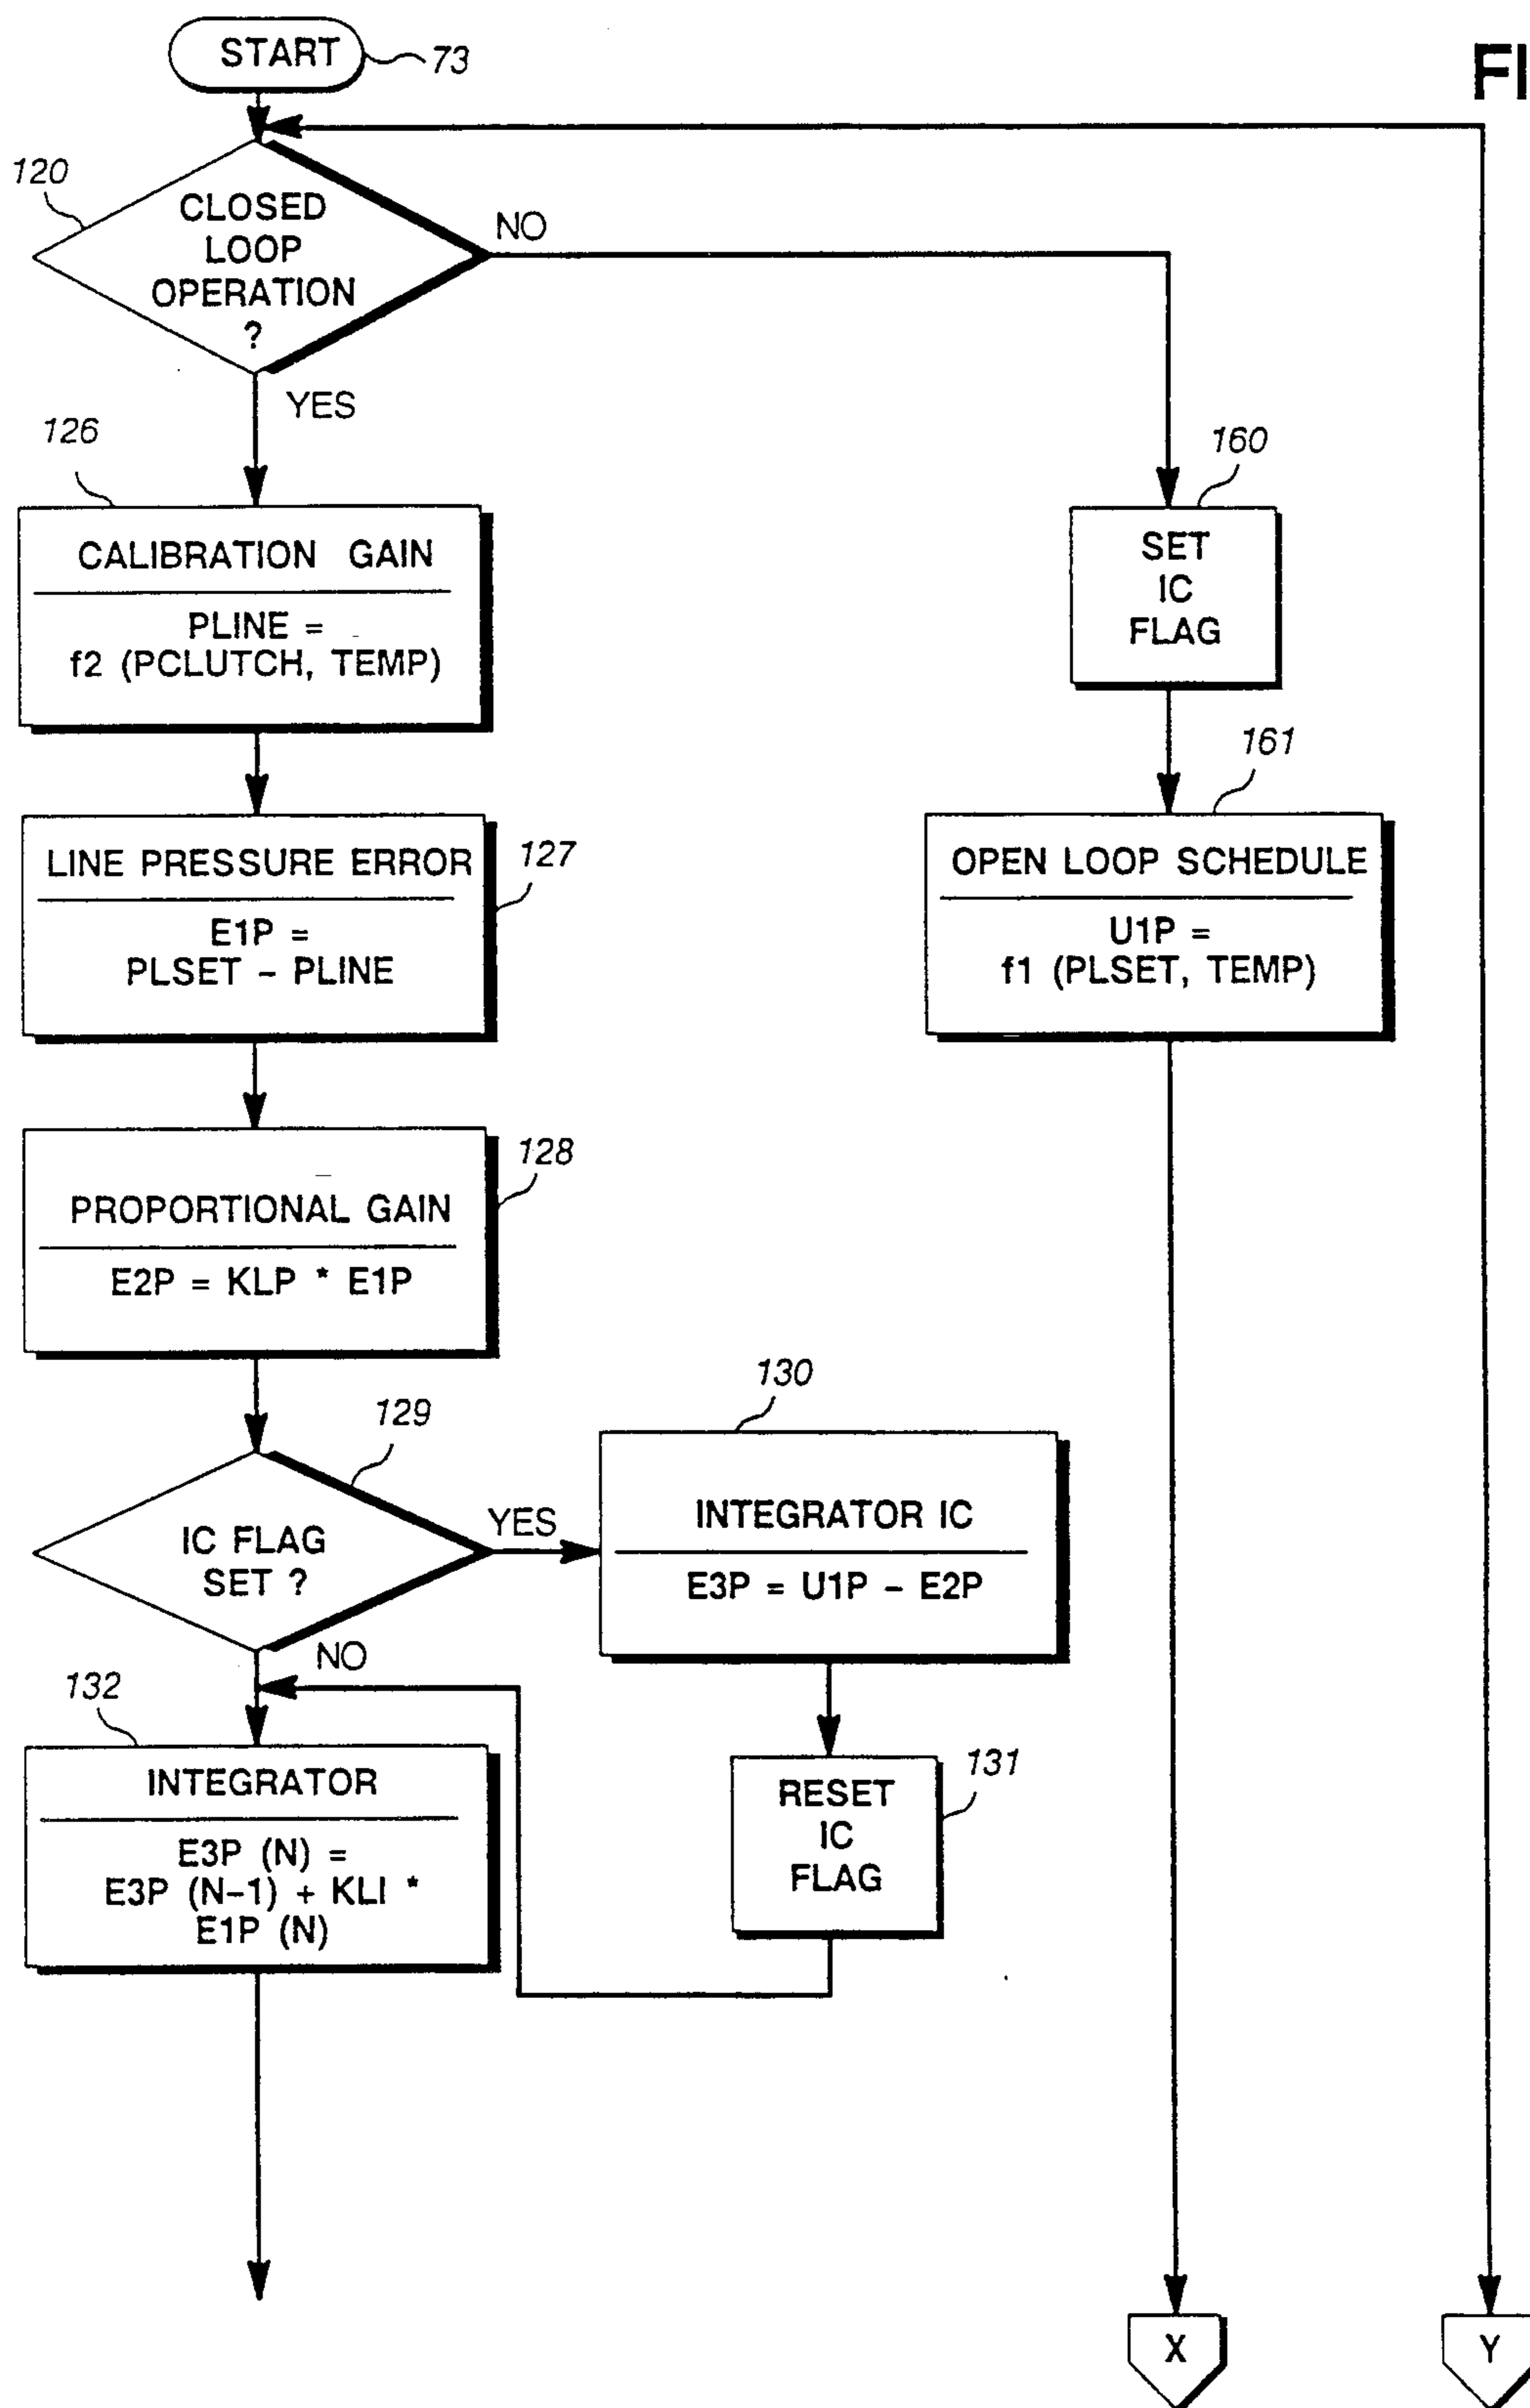 START
73
FI
120
CLOSED
LOOP
OPERATION
?
NO
YES
126
CALIBRATION GAIN
PLINE =
f2 (PCLUTCH, TEMP)
160
SET
IC
FLAG
161
OPEN LOOP SCHEDULE
U1P =
f1 (PLSET, TEMP)
LINE PRESSURE ERROR
127
E1P =
PLSET – PLINE
128
PROPORTIONAL GAIN
E2P = KLP * E1P
129
IC FLAG
SET ?
YES
NO
130
INTEGRATOR IC
E3P = U1P – E2P
131
RESET
IC
FLAG
132
INTEGRATOR
E3P (N) =
E3P (N–1) + KLI *
E1P (N)
X
Y